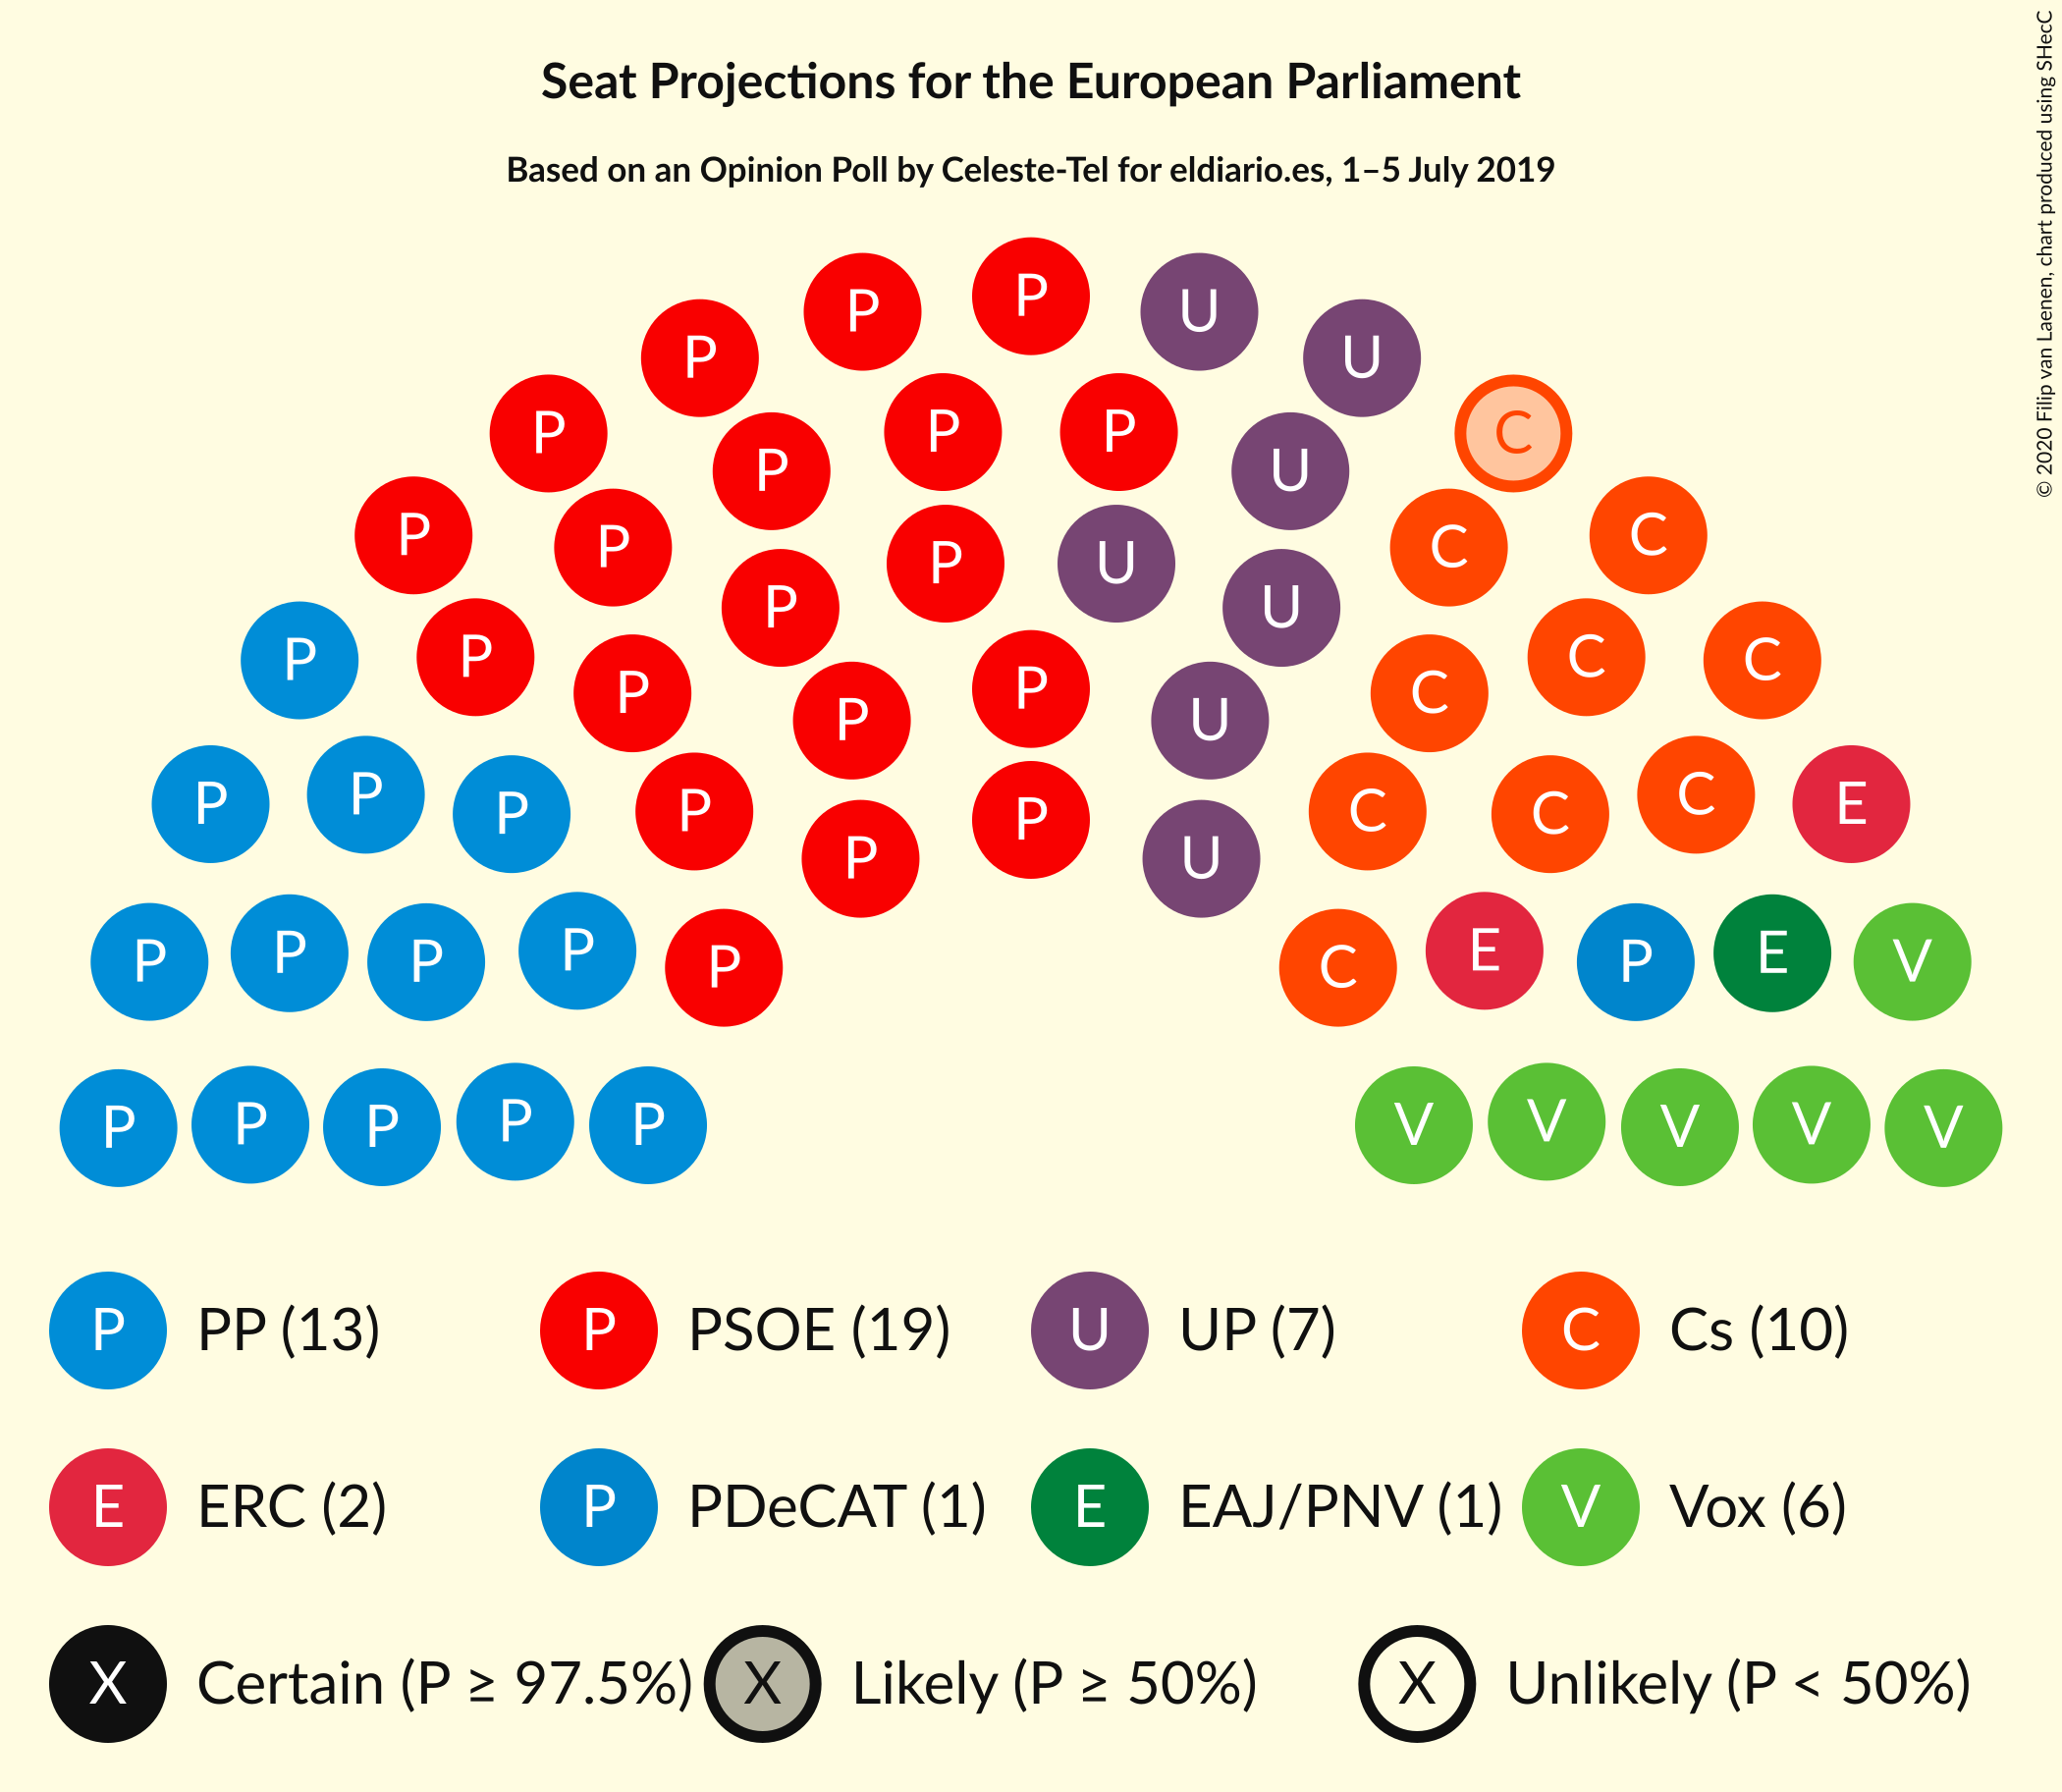 Seat Projections for the European Parliament
Based on an Opinion Poll by Celeste-Tel for eldiario.es, 1–5 July 2019
© 2020 Filip van Laenen, chart produced using SHecC
P P P U U
P P C
P P P U
P P C C
P P U U
P P C C
P P P U C
P P P P P C C C E
P P U
P P P P P C E P E V
P P P P P V V V V V
P PP (13) P PSOE (19) U UP (7) C Cs (10)
E ERC (2) P PDeCAT (1) E EAJ/PNV (1) V Vox (6)
X Certain (P ≥ 97.5%) X Likely (P ≥ 50%) X Unlikely (P < 50%)